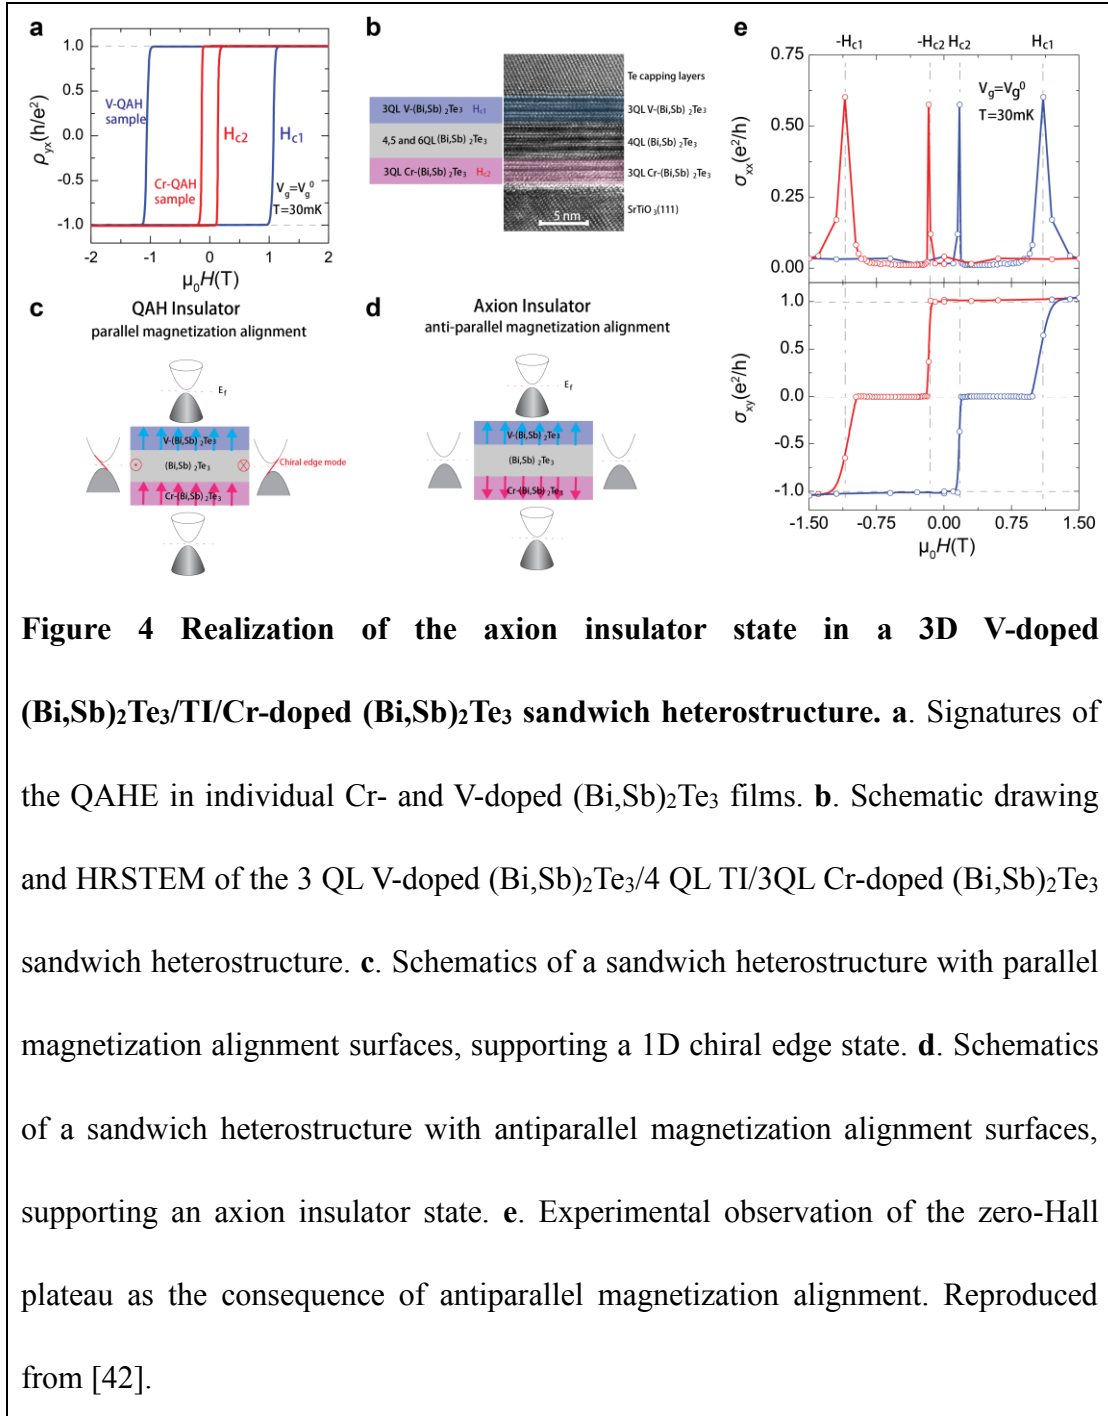 a
1.0
0.5
0.0
-0.5
-1.0
ρyx(h/e²)
V-QAH
sample
Cr-QAH
sample
Hc2
Hc1
Vg=Vg⁰
T=30mK
-2
-1
0
1
2
μ₀H(T)
b
Te capping layers
3QL V-(Bi,Sb) ₂Te₃ Hc1
3QL V-(Bi,Sb) ₂Te₃
4,5 and 6QL (Bi,Sb) ₂Te₃
4QL (Bi,Sb) ₂Te₃
3QL Cr-(Bi,Sb) ₂Te₃ Hc2
3QL Cr-(Bi,Sb) ₂Te₃
SrTiO₃(111)
5 nm
c
QAH Insulator
parallel magnetization alignment
Ef
V-(Bi,Sb) ₂Te₃
(Bi,Sb) ₂Te₃
Chiral edge mode
Cr-(Bi,Sb) ₂Te₃
d
Axion Insulator
anti-parallel magnetization alignment
Ef
V-(Bi,Sb) ₂Te₃
(Bi,Sb) ₂Te₃
Cr-(Bi,Sb) ₂Te₃
e
-Hc1
-Hc2
Hc2
Hc1
0.75
0.50
0.25
0.00
σxx(e²/h)
Vg=Vg⁰
T=30mK
1.0
0.5
0.0
-0.5
-1.0
σxy(e²/h)
-1.50
-0.75
0.00
0.75
1.50
μ₀H(T)
Figure 4 Realization of the axion insulator state in a 3D V-doped
(Bi,Sb)₂Te₃/TI/Cr-doped (Bi,Sb)₂Te₃ sandwich heterostructure. a. Signatures of
the QAHE in individual Cr- and V-doped (Bi,Sb)₂Te₃ films. b. Schematic drawing
and HRSTEM of the 3 QL V-doped (Bi,Sb)₂Te₃/4 QL TI/3QL Cr-doped (Bi,Sb)₂Te₃
sandwich heterostructure. c. Schematics of a sandwich heterostructure with parallel
magnetization alignment surfaces, supporting a 1D chiral edge state. d. Schematics
of a sandwich heterostructure with antiparallel magnetization alignment surfaces,
supporting an axion insulator state. e. Experimental observation of the zero-Hall
plateau as the consequence of antiparallel magnetization alignment. Reproduced
from [42].